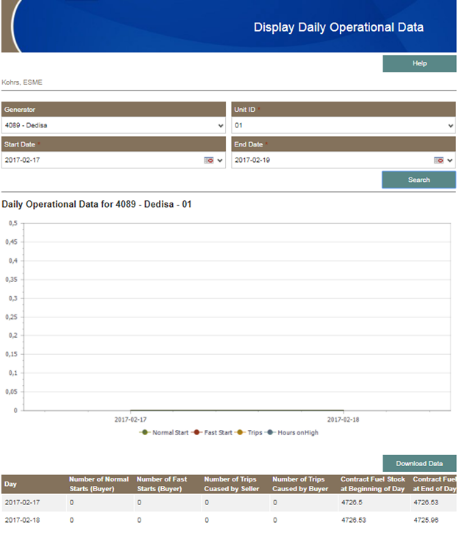 Display Daily Operational Data
Help
Kohrs, ESME
Generator
Unit ID *
4089 - Dedisa
01
Start Date *
End Date *
2017-02-17
2017-02-19
Search
Daily Operational Data for 4089 - Dedisa - 01
0,5
0,45
0,4
0,35
0,3
0,25
0,2
0,15
0,1
0,05
0
2017-02-17
2017-02-18
Normal Start
Fast Start
Trips
Hours onHigh
Download Data
Day
Number of Normal
Starts (Buyer)
Number of Fast
Starts (Buyer)
Number of Trips
Cuased by Seller
Number of Trips
Caused by Buyer
Contract Fuel Stock
at Beginning of Day
Contract Fuel
at End of Day
2017-02-17 0 0 0 0 4726.5 4726.53
2017-02-18 0 0 0 0 4726.53 4725.96